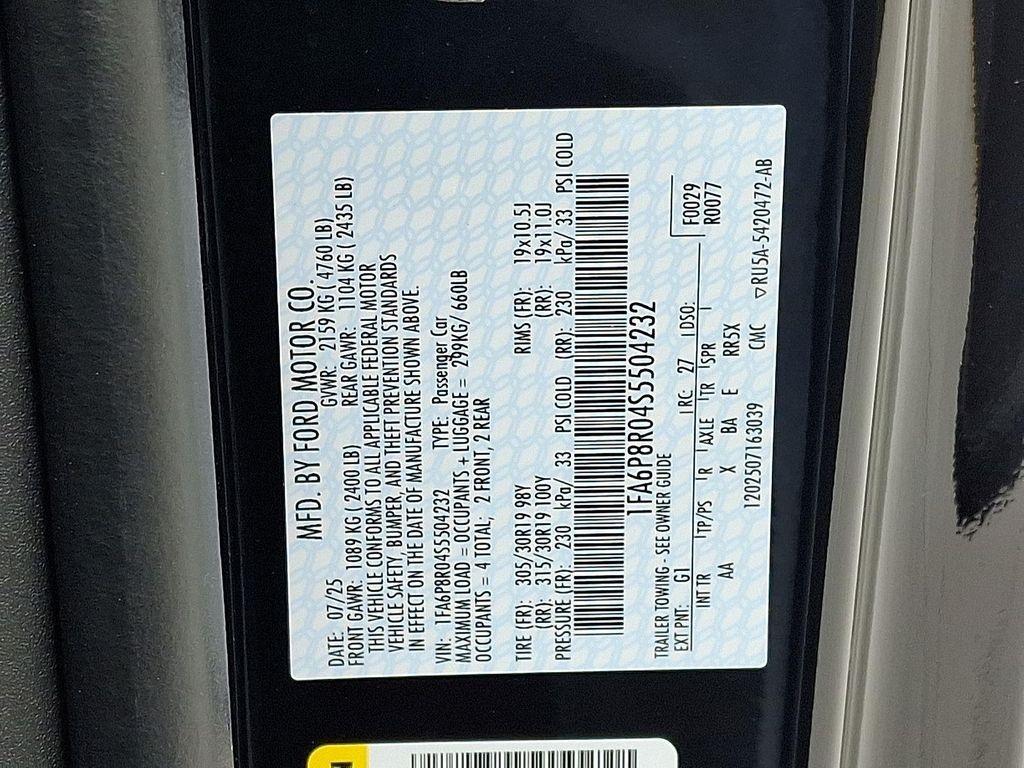 MFD. BY FORD MOTOR CO.
DATE: 07/25 GVWR: 2159 KG ( 4760 LB)
FRONT GAWR: 1089 KG ( 2400 LB) REAR GAWR: 1104 KG ( 2435 LB)
THIS VEHICLE CONFORMS TO ALL APPLICABLE FEDERAL MOTOR
VEHICLE SAFETY, BUMPER, AND THEFT PREVENTION STANDARDS
IN EFFECT ON THE DATE OF MANUFACTURE SHOWN ABOVE.
VIN: 1FA6P8R04S5504232 TYPE: Passenger Car
MAXIMUM LOAD = OCCUPANTS + LUGGAGE = 299KG/ 660LB
OCCUPANTS = 4 TOTAL; 2 FRONT, 2 REAR
TIRE (FR): 305/30R19 98Y RIMS (FR): 19x10.5J
(RR): 315/30R19 100Y (RR): 19x11.0J
PRESSURE (FR): 230 kPa/ 33 PSI COLD (RR): 230 kPa/ 33 PSI COLD
1FA6P8R04S5504232
TRAILER TOWING - SEE OWNER GUIDE F0029
EXT PNT: G1 RC: 27 DSO: R0077
INT TR TP/PS R AXLE TR SPR
AA X BA E RR5X
120250716​3039 CMC ▽RU5A-5420472-AB